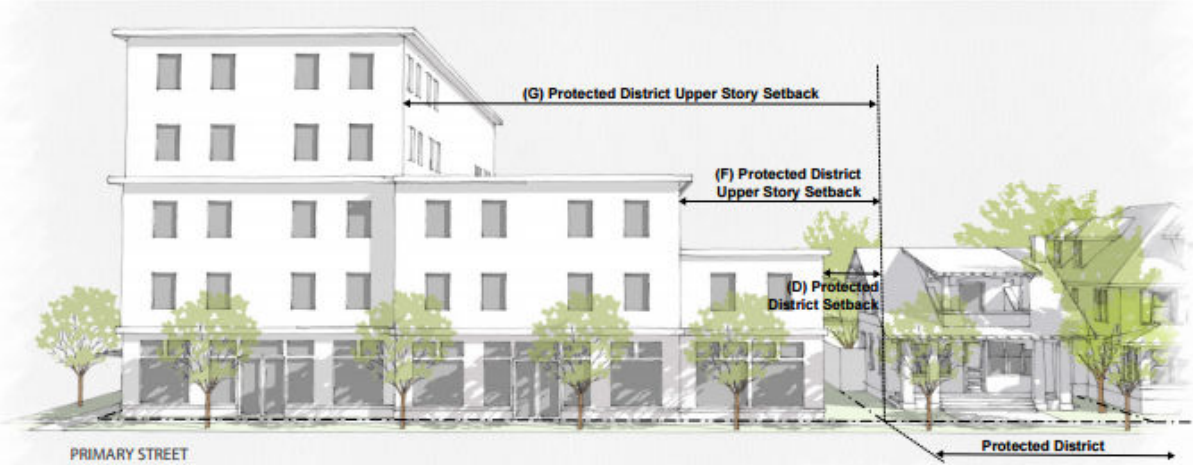 (G) Protected District Upper Story Setback
(F) Protected District
Upper Story Setback
(D) Protected
District Setback
Protected District
PRIMARY STREET